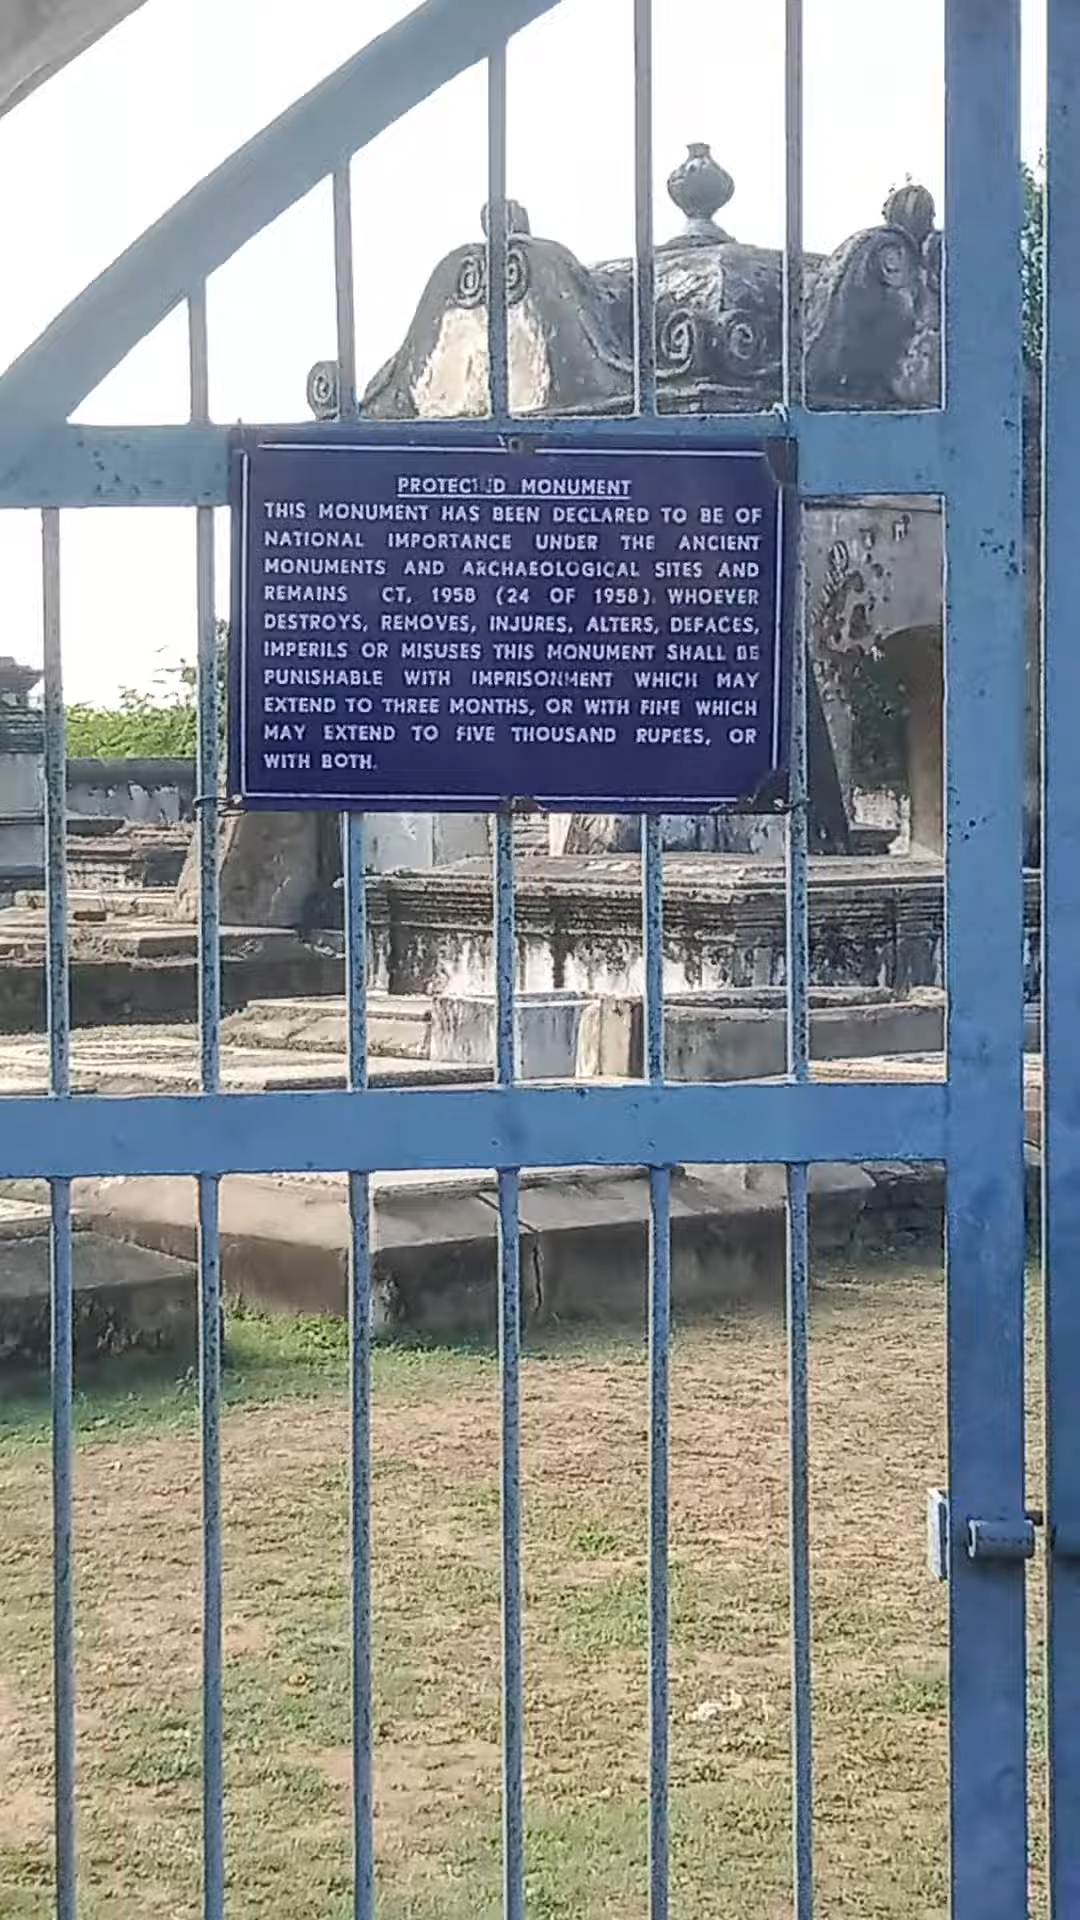 PROTECTED MONUMENT
THIS MONUMENT HAS BEEN DECLARED TO BE OF
NATIONAL IMPORTANCE UNDER THE ANCIENT
MONUMENTS AND ARCHAEOLOGICAL SITES AND
REMAINS CT, 1958 (24 OF 1958). WHOEVER
DESTROYS, REMOVES, INJURES, ALTERS, DEFACES,
IMPERILS OR MISUSES THIS MONUMENT SHALL BE
PUNISHABLE WITH IMPRISONMENT WHICH MAY
EXTEND TO THREE MONTHS, OR WITH FINE WHICH
MAY EXTEND TO FIVE THOUSAND RUPEES, OR
WITH BOTH.